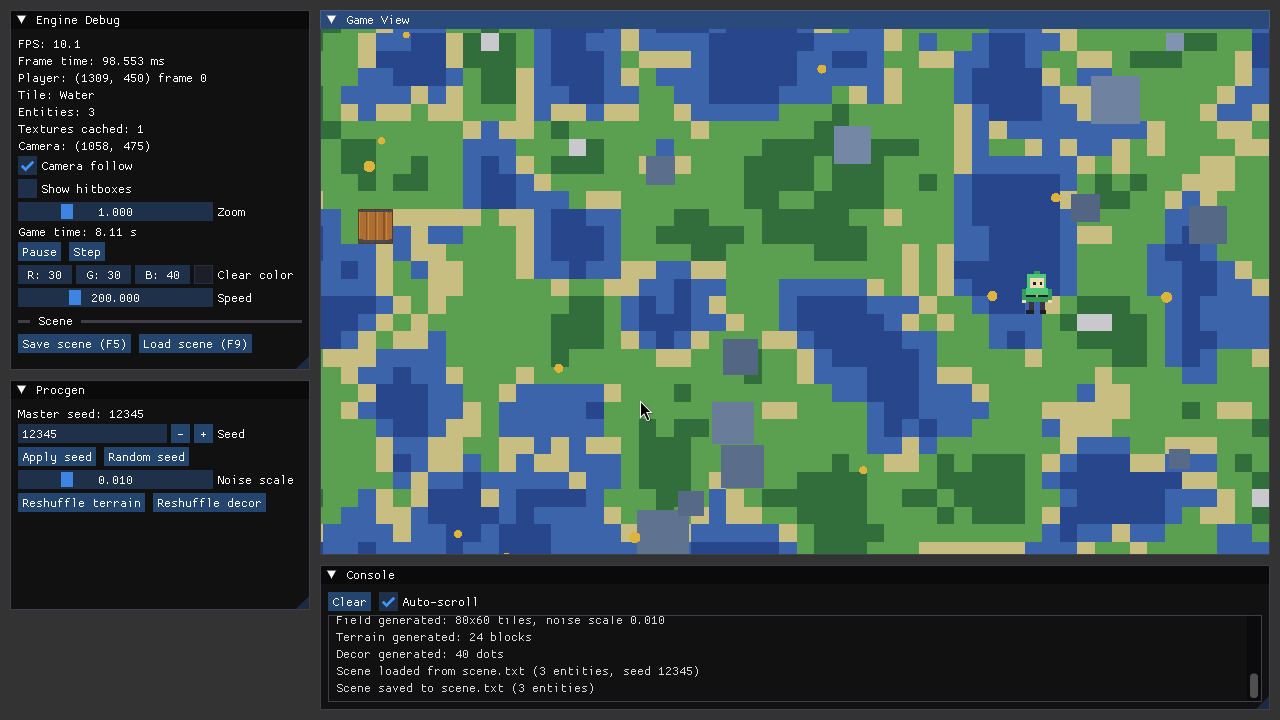 Engine Debug
FPS: 10.1
Frame time: 98.553 ms
Player: (1309, 450) frame 0
Tile: Water
Entities: 3
Textures cached: 1
Camera: (1058, 475)
Camera follow
Show hitboxes
1.000 Zoom
Game time: 8.11 s
Pause Step
R: 30 G: 30 B: 40 Clear color
200.000 Speed
Scene
Save scene (F5) Load scene (F9)
Procgen
Master seed: 12345
12345 - + Seed
Apply seed Random seed
0.010 Noise scale
Reshuffle terrain Reshuffle decor
Game View
Console
Clear Auto-scroll
Field generated: 80x60 tiles, noise scale 0.010
Terrain generated: 24 blocks
Decor generated: 40 dots
Scene loaded from scene.txt (3 entities, seed 12345)
Scene saved to scene.txt (3 entities)